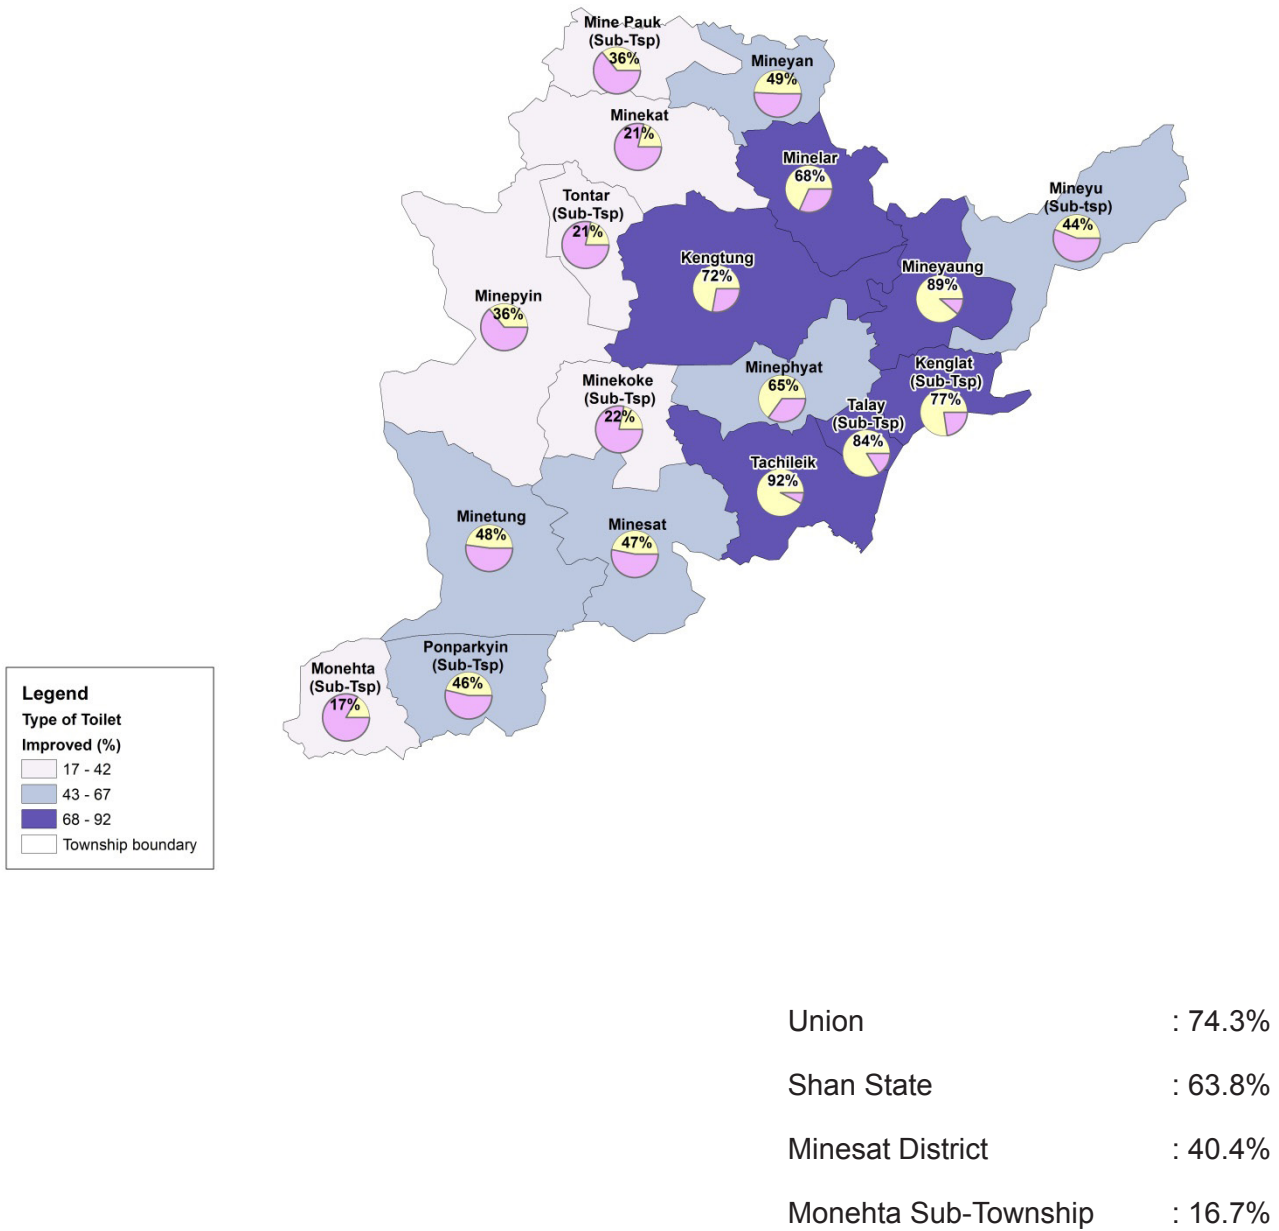 Mine Pauk
(Sub-Tsp)
36%
Mineyan
49%
Minekat
21%
Minelar
68%
Mineyu
(Sub-tsp)
44%
Tontar
(Sub-Tsp)
21%
Kengtung
72%
Mineyaung
89%
Minepyin
36%
Minephyat
65%
Kenglat
(Sub-Tsp)
77%
Minekoke
(Sub-Tsp)
22%
Talay
(Sub-Tsp)
84%
Tachileik
92%
Minetung
48%
Minesat
47%
Ponparkyin
(Sub-Tsp)
46%
Monehta
(Sub-Tsp)
17%
Legend
Type of Toilet
Improved (%)
17 - 42
43 - 67
68 - 92
Township boundary
Union : 74.3%
Shan State : 63.8%
Minesat District : 40.4%
Monehta Sub-Township : 16.7%